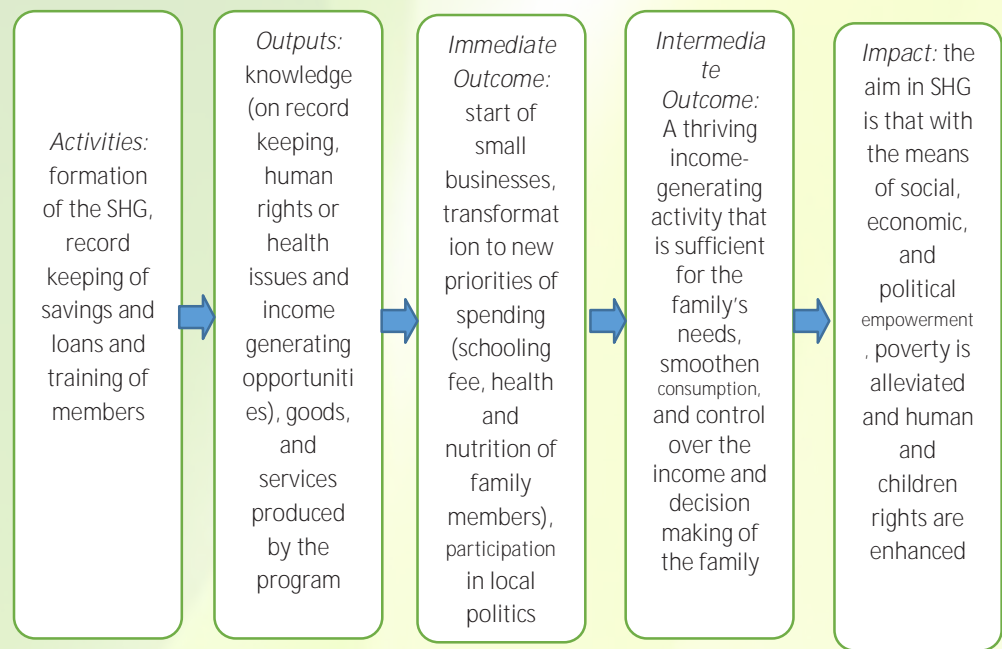 Activities:
formation
of the SHG,
record
keeping of
savings and
loans and
training of
members
Outputs:
knowledge
(on record
keeping,
human
rights or
health
issues and
income
generating
opportuniti
es), goods,
and
services
produced
by the
program
Immediate
Outcome:
start of
small
businesses,
transformat
ion to new
priorities of
spending
(schooling
fee, health
and
nutrition of
family
members),
participation
in local
politics
Intermedia
te
Outcome:
A thriving
income-
generating
activity that
is sufficient
for the
family's
needs,
smoothen
consumption,
and control
over the
income and
decision
making of
the family
Impact: the
aim in SHG
is that with
the means
of social,
economic,
and
political
empowerment
, poverty is
alleviated
and human
and
children
rights are
enhanced